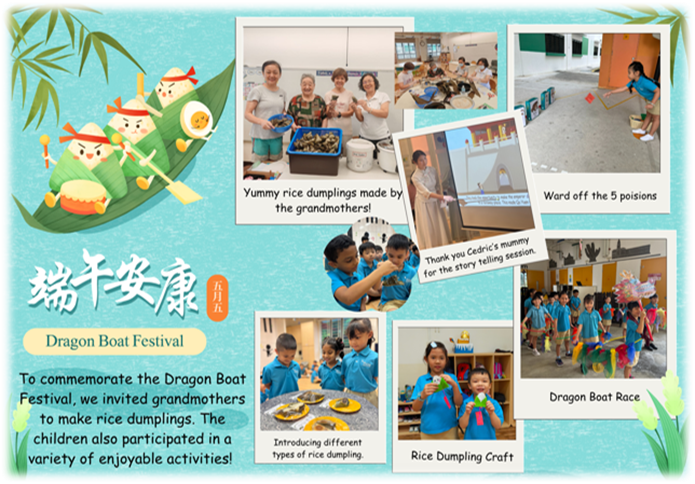 端午安康
五月五
Dragon Boat Festival
To commemorate the Dragon Boat
Festival, we invited grandmothers
to make rice dumplings. The
children also participated in a
variety of enjoyable activities!
Yummy rice dumplings made by
the grandmothers!
Thank you Cedric's mummy
for the story telling session.
Ward off the 5 poisions
Introducing different
types of rice dumpling.
Rice Dumpling Craft
Dragon Boat Race